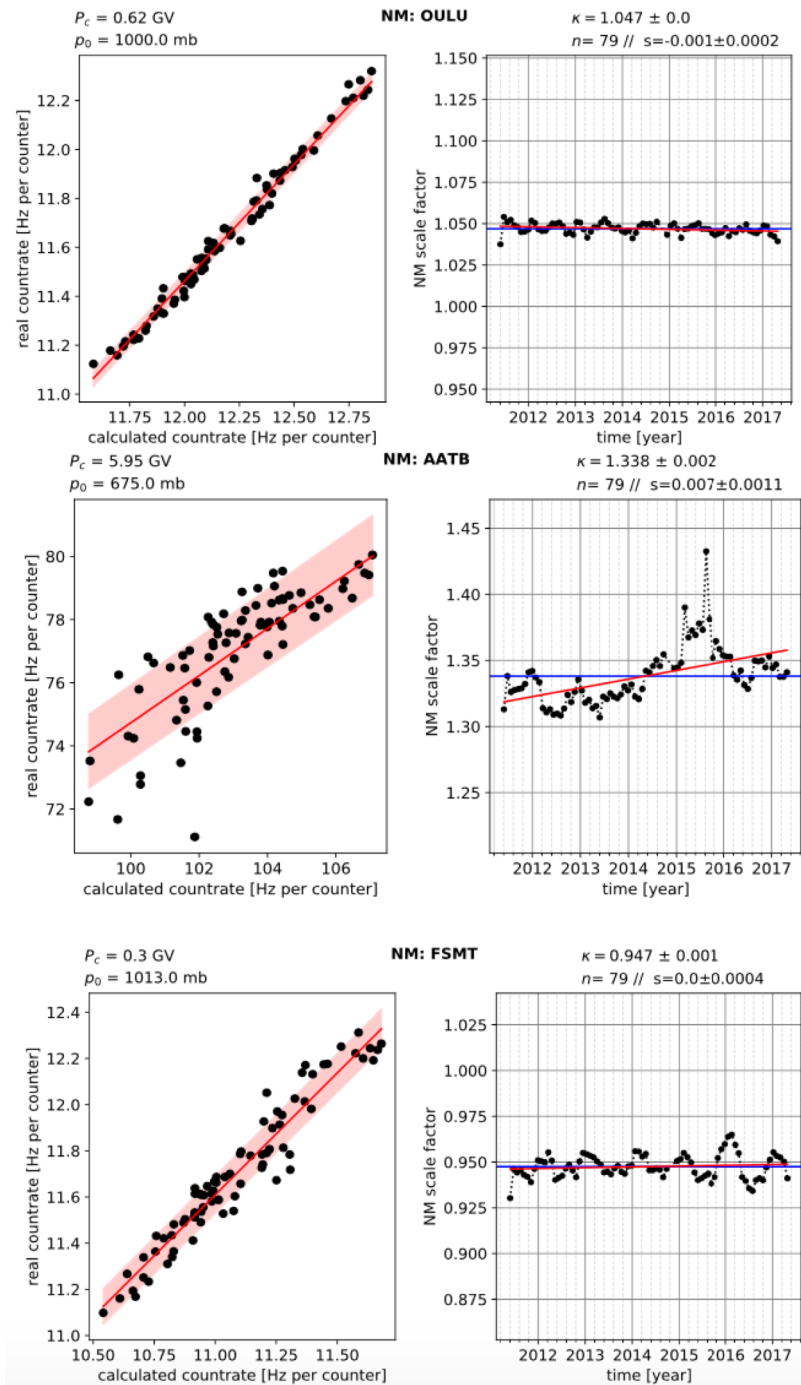 P_c = 0.62 GV
p_0 = 1000.0 mb
NM: OULU
κ = 1.047 ± 0.0
n= 79 // s=-0.001±0.0002
real countrate [Hz per counter]
12.2
12.0
11.8
11.6
11.4
11.2
11.0
11.75 12.00 12.25 12.50 12.75
calculated countrate [Hz per counter]
NM scale factor
1.150
1.125
1.100
1.075
1.050
1.025
1.000
0.975
0.950
2012 2013 2014 2015 2016 2017
time [year]
P_c = 5.95 GV
p_0 = 675.0 mb
NM: AATB
κ = 1.338 ± 0.002
n= 79 // s=0.007±0.0011
real countrate [Hz per counter]
80
78
76
74
72
100 102 104 106
calculated countrate [Hz per counter]
NM scale factor
1.45
1.40
1.35
1.30
1.25
2012 2013 2014 2015 2016 2017
time [year]
P_c = 0.3 GV
p_0 = 1013.0 mb
NM: FSMT
κ = 0.947 ± 0.001
n= 79 // s=0.0±0.0004
real countrate [Hz per counter]
12.4
12.2
12.0
11.8
11.6
11.4
11.2
11.0
10.50 10.75 11.00 11.25 11.50
calculated countrate [Hz per counter]
NM scale factor
1.025
1.000
0.975
0.950
0.925
0.900
0.875
2012 2013 2014 2015 2016 2017
time [year]